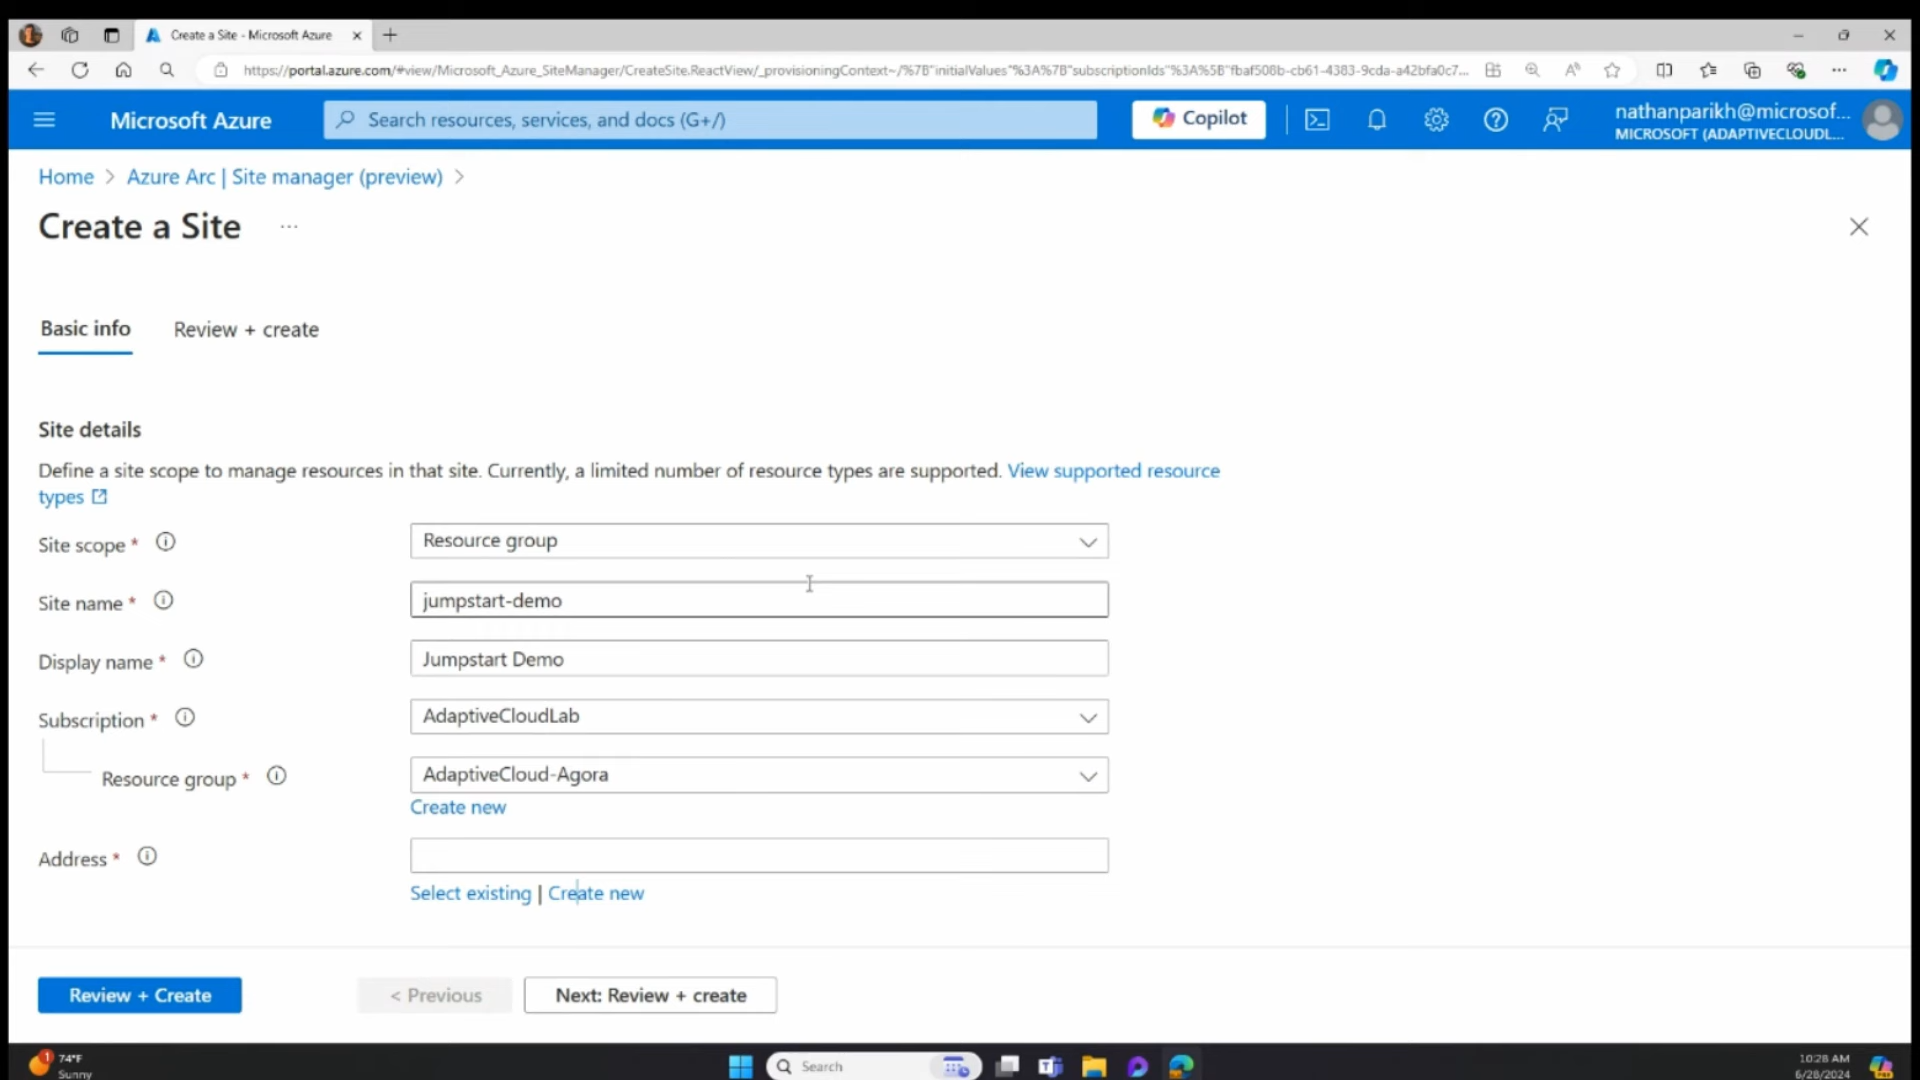 Create a Site - Microsoft Azure
https://portal.azure.com/#view/Microsoft_Azure_SiteManager/CreateSite.ReactView/_provisioningContext~/%7B"initialValues"%3A%7B"subscriptionIds"%3A%5B"fbaf508b-cb61-4383-9cda-a42bfa0c7...
Microsoft Azure
Search resources, services, and docs (G+/)
Copilot
nathanparikh@microsof...
MICROSOFT (ADAPTIVECLOUDL...
Home > Azure Arc | Site manager (preview) >
Create a Site ...
Basic info
Review + create
Site details
Define a site scope to manage resources in that site. Currently, a limited number of resource types are supported. View supported resource
types
Site scope *
Resource group
Site name *
jumpstart-demo
Display name *
Jumpstart Demo
Subscription *
AdaptiveCloudLab
Resource group *
AdaptiveCloud-Agora
Create new
Address *
Select existing | Create new
Review + Create
< Previous
Next: Review + create
1
74°F
Sunny
Search
10:28 AM
6/28/2024